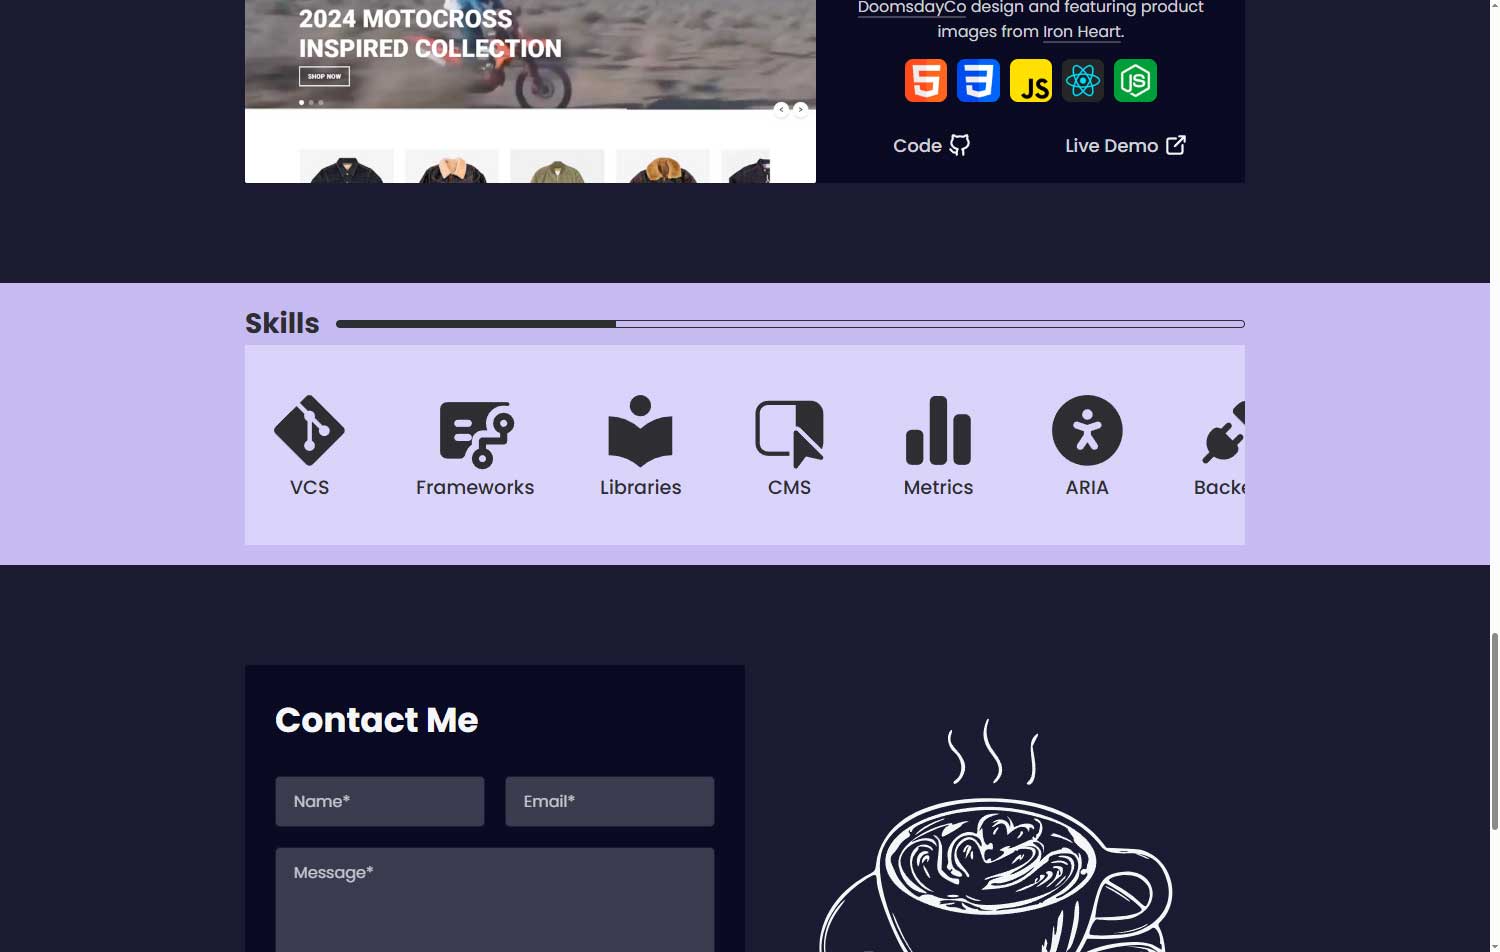 2024 MOTOCROSS
INSPIRED COLLECTION
SHOP NOW
< >
DoomsdayCo design and featuring product
images from Iron Heart.
5 3 JS JS
Code
Live Demo
Skills
VCS
Frameworks
Libraries
CMS
Metrics
ARIA
Backe
Contact Me
Name*
Email*
Message*